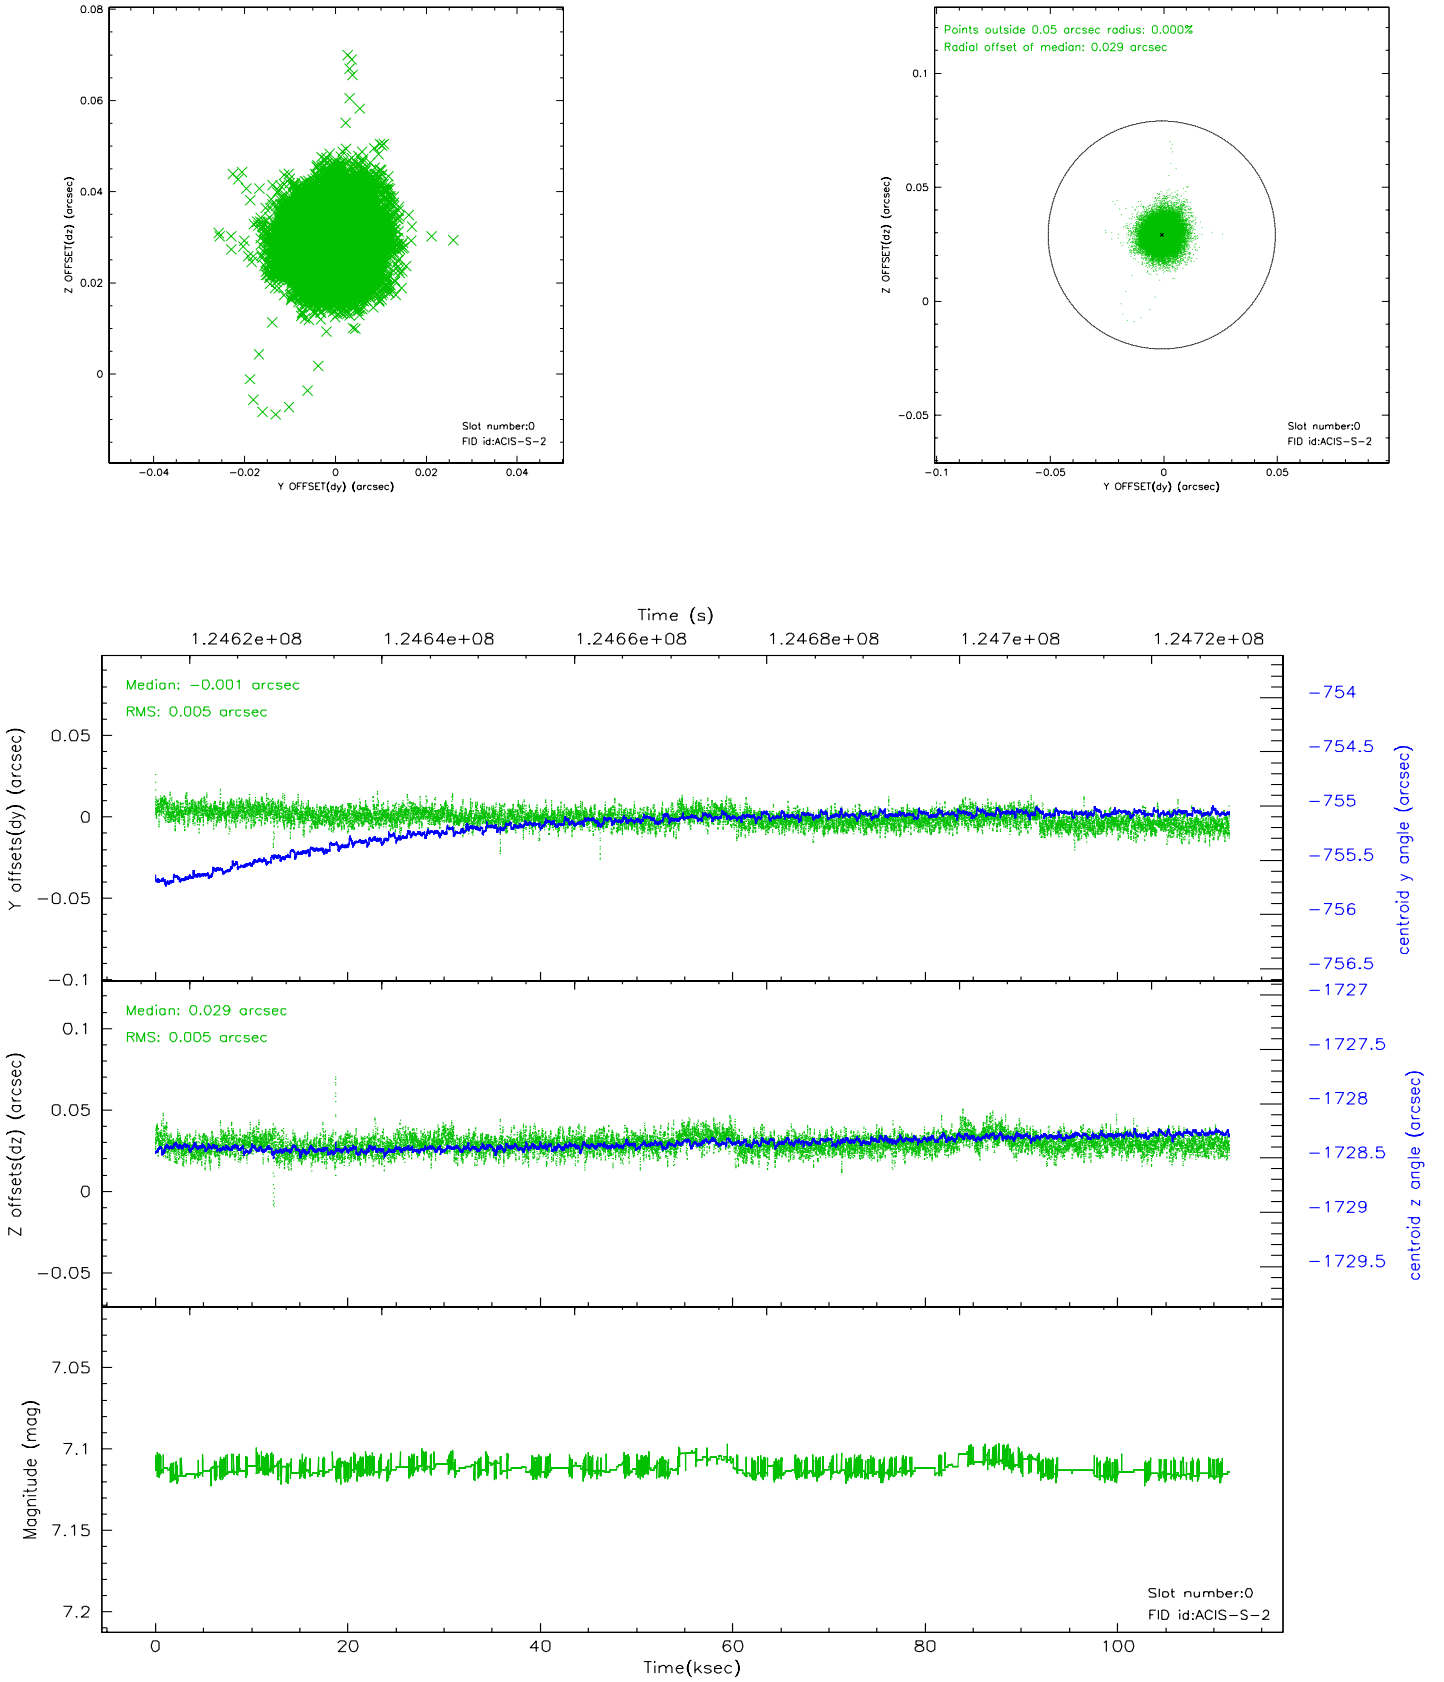 0.08
0.06
0.04
0.02
0
Z OFFSET(dz) (arcsec)
Slot number:0
FID id:ACIS-S-2
-0.04
-0.02
0
0.02
0.04
Y OFFSET(dy) (arcsec)
Points outside 0.05 arcsec radius: 0.000%
Radial offset of median: 0.029 arcsec
0.1
0.05
0
-0.05
Z OFFSET(dz) (arcsec)
Slot number:0
FID id:ACIS-S-2
-0.1
-0.05
0
0.05
Y OFFSET(dy) (arcsec)
Time (s)
1.2462e+08
1.2464e+08
1.2466e+08
1.2468e+08
1.247e+08
1.2472e+08
Median: -0.001 arcsec
RMS: 0.005 arcsec
0.05
0
-0.05
-0.1
Y offsets(dy) (arcsec)
-754
-754.5
-755
-755.5
-756
-756.5
centroid y angle (arcsec)
Median: 0.029 arcsec
RMS: 0.005 arcsec
0.1
0.05
0
-0.05
Z offsets(dz) (arcsec)
-1727
-1727.5
-1728
-1728.5
-1729
-1729.5
centroid z angle (arcsec)
7.05
7.1
7.15
7.2
Magnitude (mag)
Slot number:0
FID id:ACIS-S-2
0
20
40
60
80
100
Time(ksec)